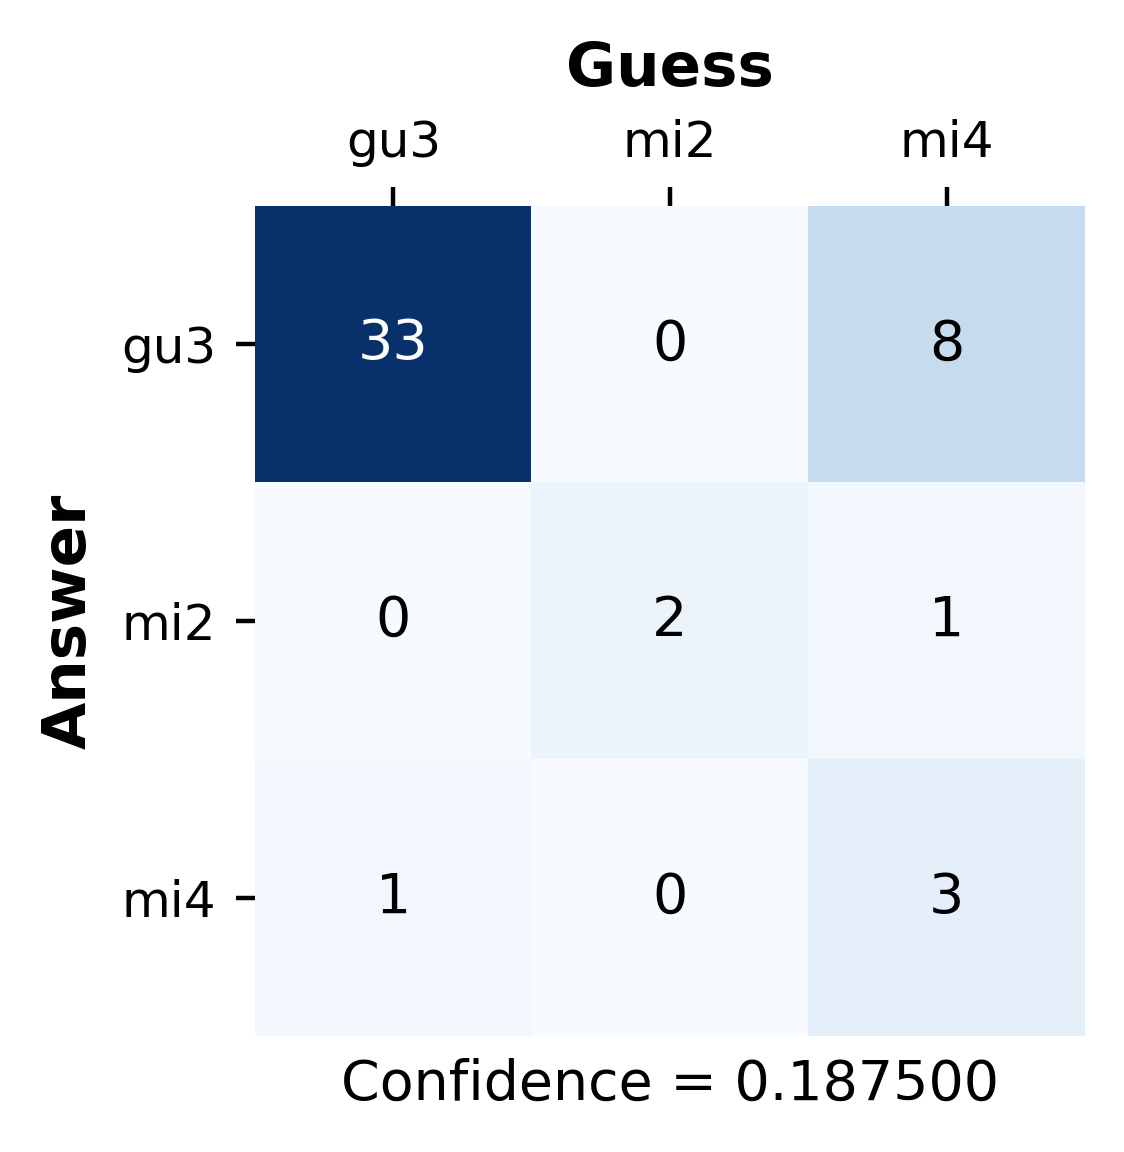 Guess
gu3 mi2 mi4
gu3 33 0 8
Answer
mi2 0 2 1
mi4 1 0 3
Confidence = 0.187500